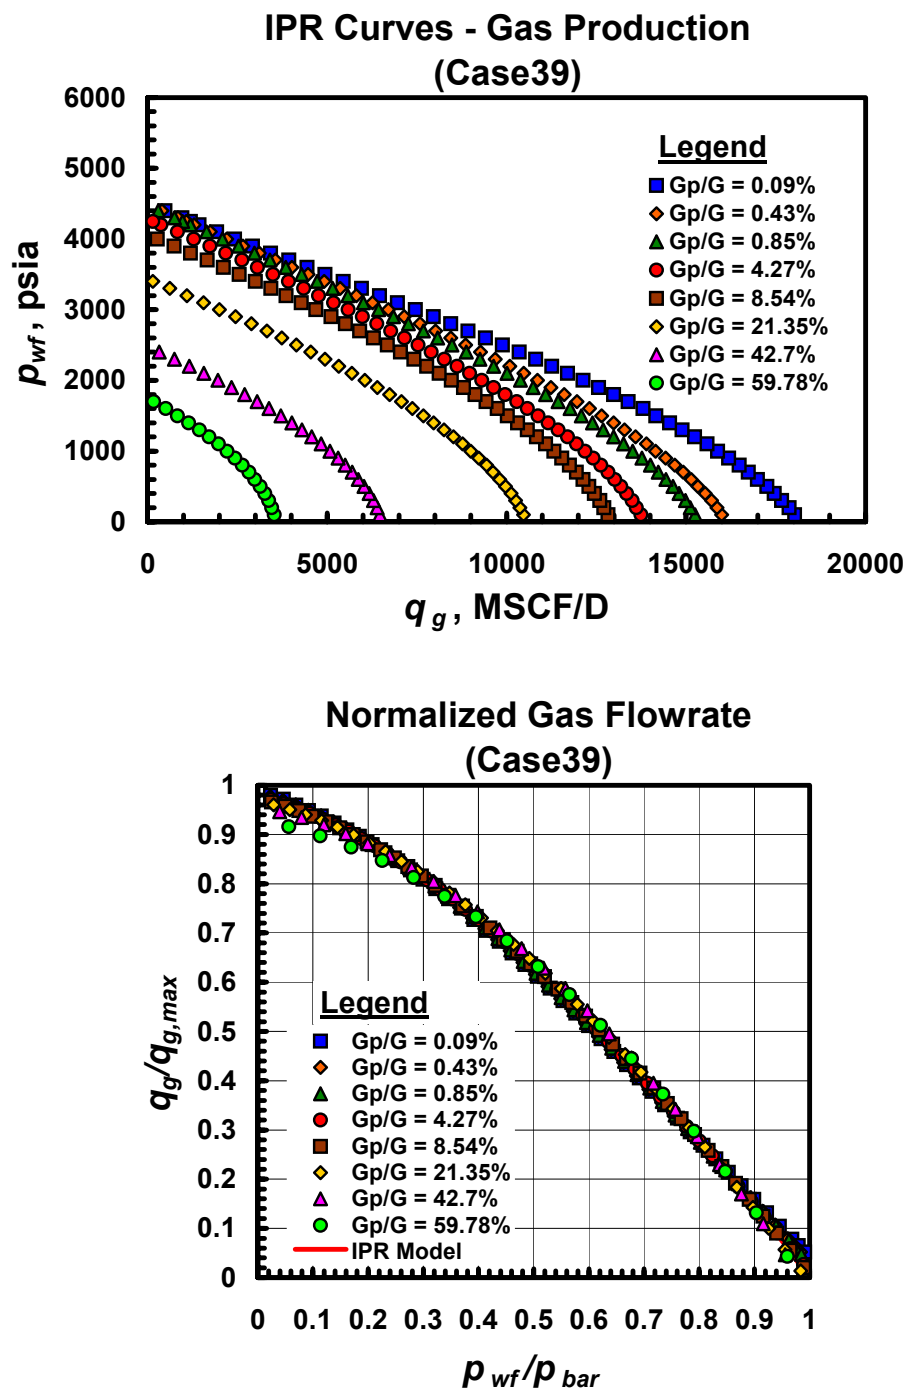 IPR Curves - Gas Production
(Case39)
6000
5000
4000
3000
2000
1000
0
p wf , psia
Legend
Gp/G = 0.09%
Gp/G = 0.43%
Gp/G = 0.85%
Gp/G = 4.27%
Gp/G = 8.54%
Gp/G = 21.35%
Gp/G = 42.7%
Gp/G = 59.78%
0 5000 10000 15000 20000
q g , MSCF/D
Normalized Gas Flowrate
(Case39)
1
0.9
0.8
0.7
0.6
0.5
0.4
0.3
0.2
0.1
0
q g /q g,max
Legend
Gp/G = 0.09%
Gp/G = 0.43%
Gp/G = 0.85%
Gp/G = 4.27%
Gp/G = 8.54%
Gp/G = 21.35%
Gp/G = 42.7%
Gp/G = 59.78%
IPR Model
0 0.1 0.2 0.3 0.4 0.5 0.6 0.7 0.8 0.9 1
p wf /p bar